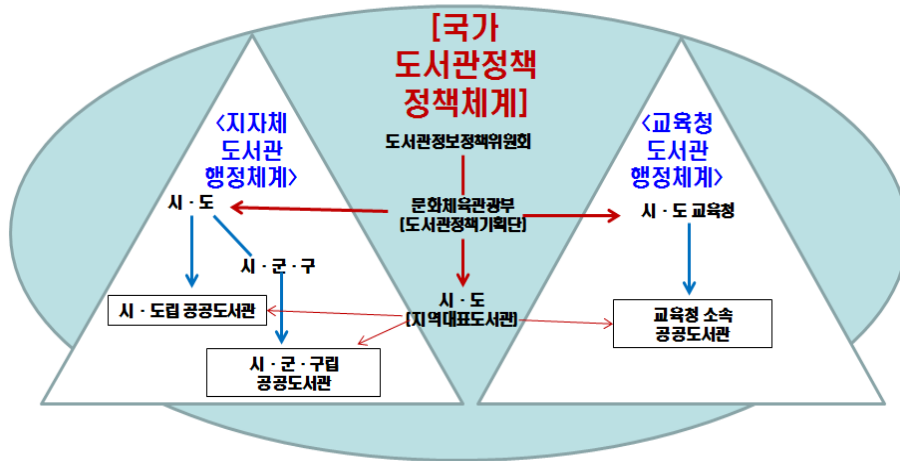 [국가
도서관정책
정책체계]
도서관정보정책위원회
<지자체
도서관
행정체계>
<교육청
도서관
행정체계>
시 · 도
문화체육관광부
[도서관정책기획단]
시 · 도 교육청
시 · 군 · 구
시 · 도
[지역대표도서관]
시 · 도립 공공도서관
교육청 소속
공공도서관
시 · 군 · 구립
공공도서관